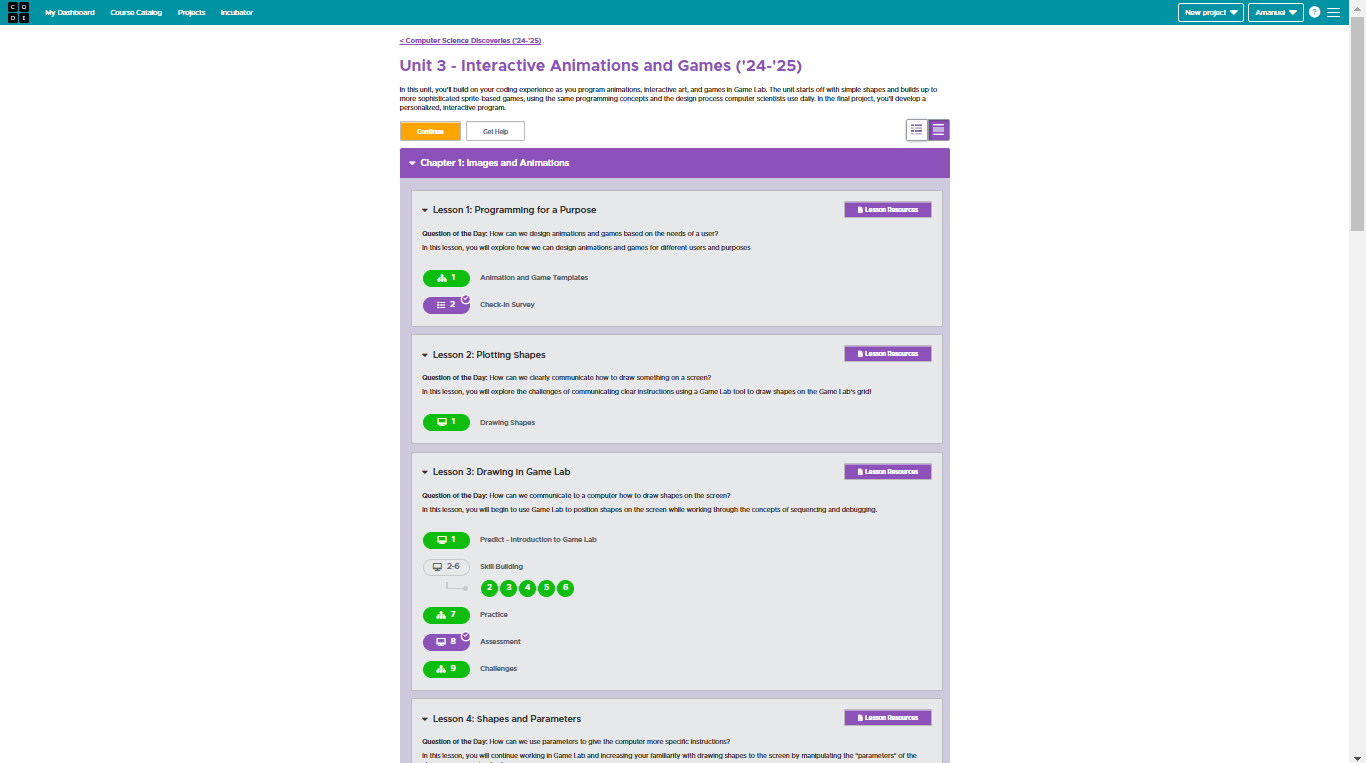 CO
DE
My Dashboard Course Catalog Projects Incubator New project Amanuel ?
< Computer Science Discoveries ('24-'25)
Unit 3 - Interactive Animations and Games ('24-'25)
In this unit, you'll build on your coding experience as you program animations, interactive art, and games in Game Lab. The unit starts off with simple shapes and builds up to
more sophisticated sprite-based games, using the same programming concepts and the design process computer scientists use daily. In the final project, you'll develop a
personalized, interactive program.
Continue Get Help
Chapter 1: Images and Animations
Lesson 1: Programming for a Purpose Lesson Resources
Question of the Day: How can we design animations and games based on the needs of a user?
In this lesson, you will explore how we can design animations and games for different users and purposes
1 Animation and Game Templates
2 Check-In Survey
Lesson 2: Plotting Shapes Lesson Resources
Question of the Day: How can we clearly communicate how to draw something on a screen?
In this lesson, you will explore the challenges of communicating clear instructions using a Game Lab tool to draw shapes on the Game Lab's grid!
1 Drawing Shapes
Lesson 3: Drawing in Game Lab Lesson Resources
Question of the Day: How can we communicate to a computer how to draw shapes on the screen?
In this lesson, you will begin to use Game Lab to position shapes on the screen while working through the concepts of sequencing and debugging.
1 Predict - Introduction to Game Lab
2-6 Skill Building
2 3 4 5 6
7 Practice
8 Assessment
9 Challenges
Lesson 4: Shapes and Parameters Lesson Resources
Question of the Day: How can we use parameters to give the computer more specific instructions?
In this lesson, you will continue working in Game Lab and increasing your familiarity with drawing shapes to the screen by manipulating the "parameters" of the